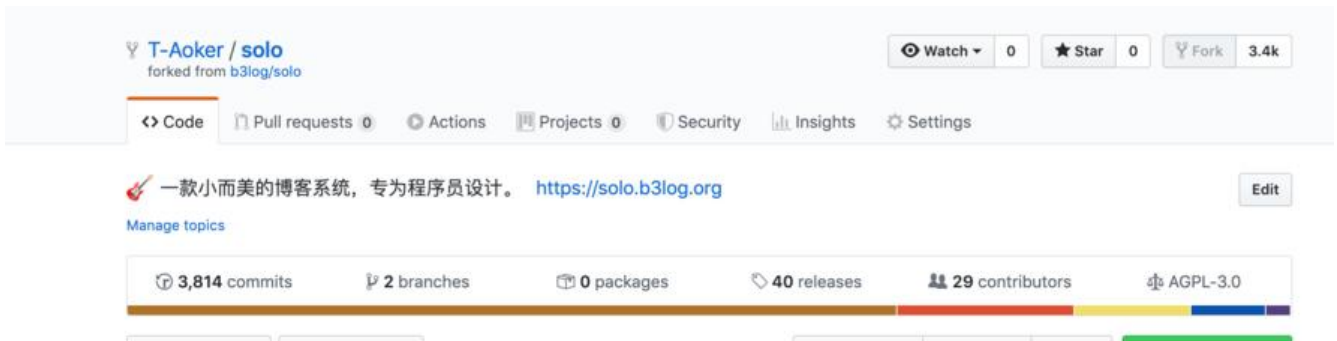 T-Aoker / solo
forked from b3log/solo
Watch 0 Star 0 Fork 3.4k
Code Pull requests 0 Actions Projects 0 Security Insights Settings
一款小而美的博客系统，专为程序员设计。 https://solo.b3log.org
Edit
Manage topics
3,814 commits 2 branches 0 packages 40 releases 29 contributors AGPL-3.0